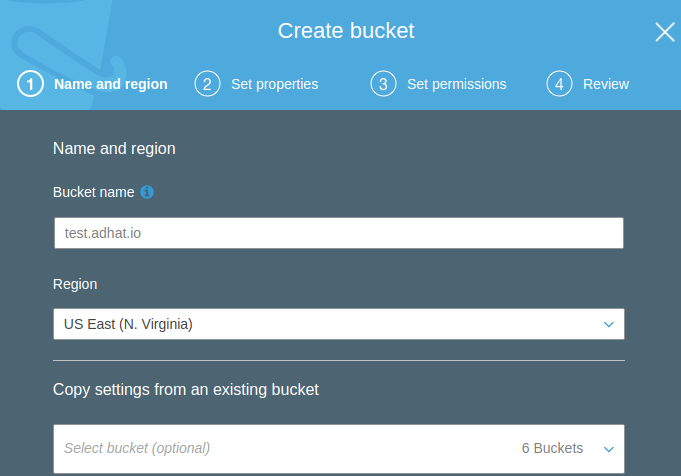 Create bucket
1 Name and region 2 Set properties 3 Set permissions 4 Review
Name and region
Bucket name
test.adhat.io
Region
US East (N. Virginia)
Copy settings from an existing bucket
Select bucket (optional) 6 Buckets